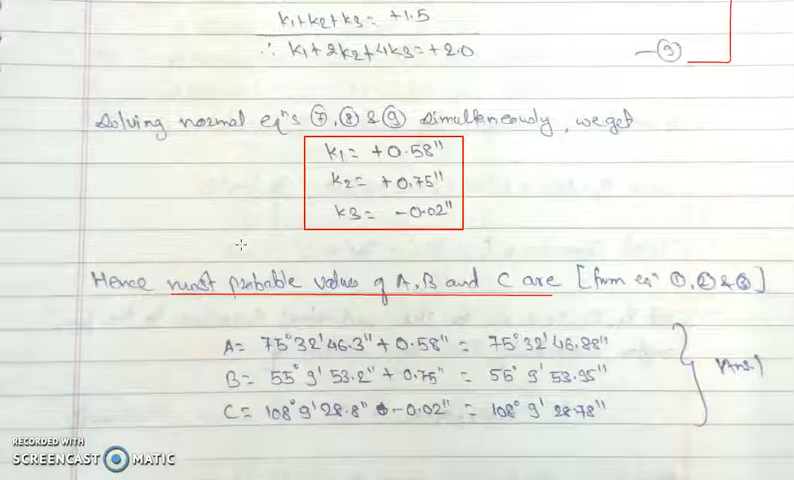 k1+k2+k3= +1.5
∴ k1+2k2+4k3=+2.0 —⑨
Solving normal eqⁿs ⑦, ⑧ & ⑨ simultaneously, we get
k1= +0.58"
k2= +0.75"
k3= -0.02"
Hence most probable values of A, B and C are [from eqⁿ ①, ② & ③]
A= 75°32'46.3"+ 0.58" = 75°32'46.88"
B= 55°9'53.2" + 0.75" = 55°9'53.95"
C= 108°9'28.8" -0.02" = 108°9'28.78"
(Ans.)
RECORDED WITH
SCREENCAST MATIC